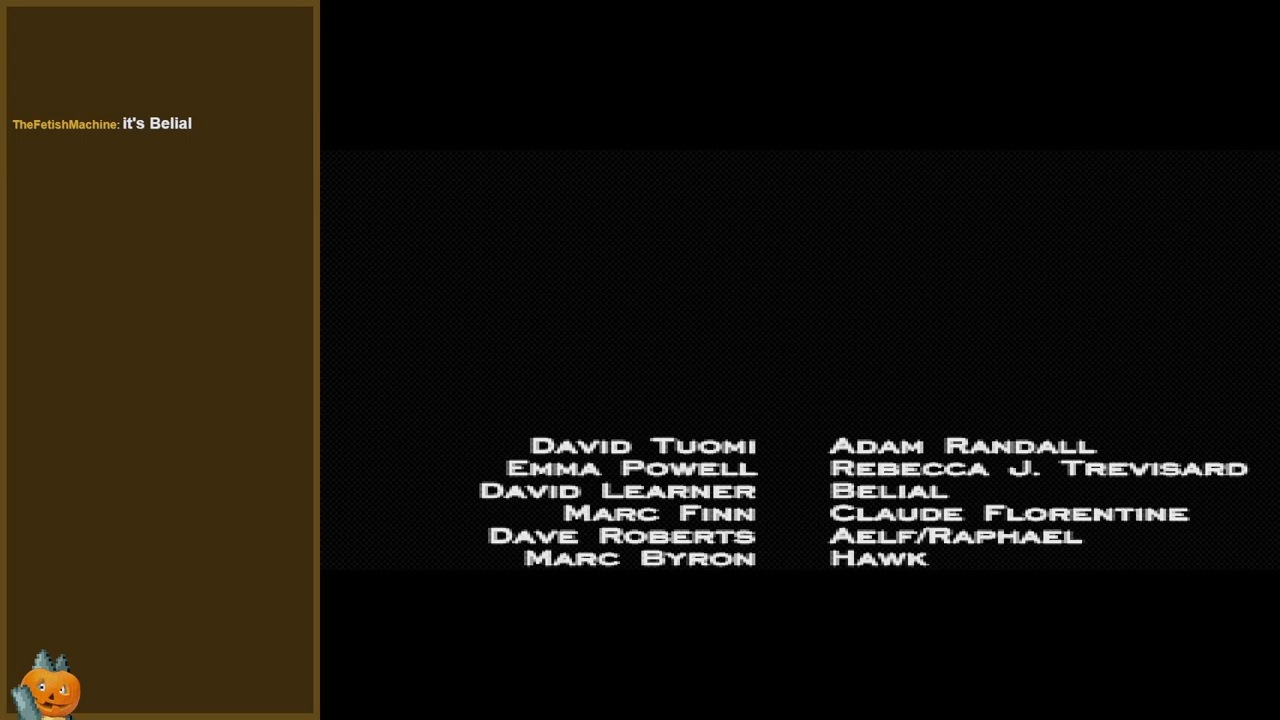 TheFetishMachine: it's Belial
David Tuomi Adam Randall
Emma Powell Rebecca J. Trevisard
David Learner Belial
Marc Finn Claude Florentine
Dave Roberts Aelf/Raphael
Marc Byron Hawk